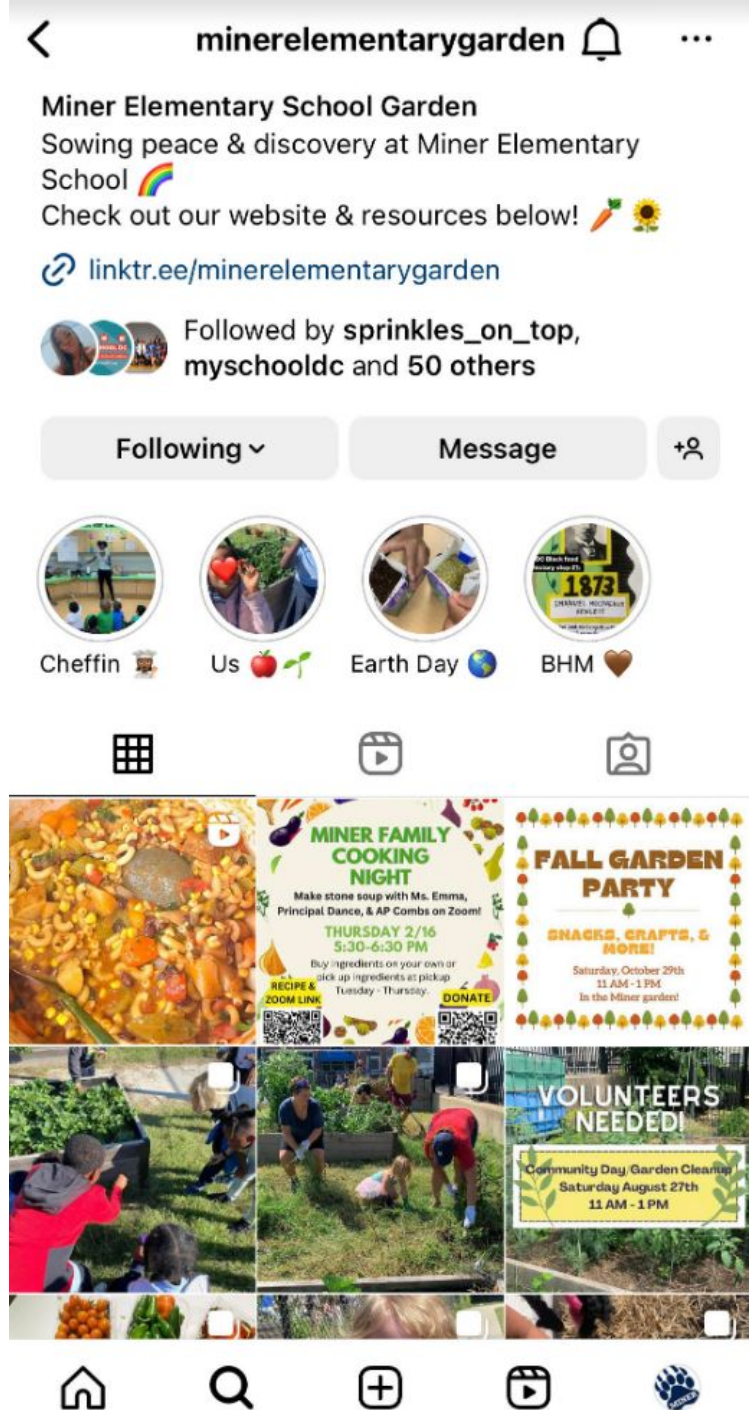 minerelementarygarden
Miner Elementary School Garden
Sowing peace & discovery at Miner Elementary
School 🌈
Check out our website & resources below! 🥕 🌻
linktr.ee/minerelementarygarden
Followed by sprinkles_on_top,
myschooldc and 50 others
Following
Message
1873
Cheffin 👩🏽‍🍳
Us 🍎 🌱
Earth Day 🌎
BHM 🤎
MINER FAMILY
COOKING
NIGHT
Make stone soup with Ms. Emma,
Principal Dance, & AP Combs on Zoom!
THURSDAY 2/16
5:30-6:30 PM
Buy ingredients on your own or
pick up ingredients at pickup
Tuesday - Thursday.
RECIPE &
ZOOM LINK
DONATE
FALL GARDEN
PARTY
SNACKS, CRAFTS, &
MORE!
Saturday, October 29th
11 AM - 1 PM
In the Miner garden!
VOLUNTEERS
NEEDED!
Community Day/Garden Cleanup
Saturday August 27th
11 AM - 1 PM
MINER